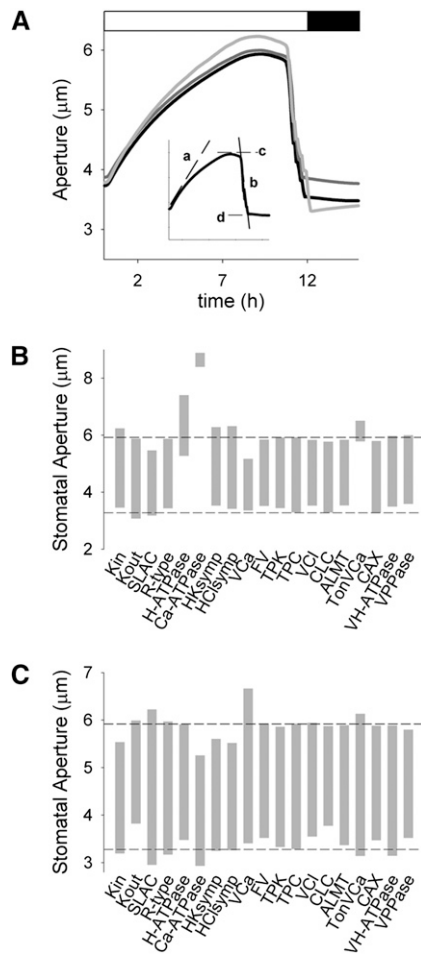 A
Aperture (μm)
6
5
4
3
a
c
b
d
2
7
12
time (h)
B
Stomatal Aperture (μm)
8
6
4
2
Kin
Kout
SLAC
R-type
H-ATPase
Ca-ATPase
HKsymp
HClsymp
VCa
FV
TPK
TPC
VCl
CLC
ALMT
TonVCa
CAX
VH-ATPase
VPPase
C
Stomatal Aperture (μm)
7
6
5
4
3
Kin
Kout
SLAC
R-type
H-ATPase
Ca-ATPase
HKsymp
HClsymp
VCa
FV
TPK
TPC
VCl
CLC
ALMT
TonVCa
CAX
VH-ATPase
VPPase